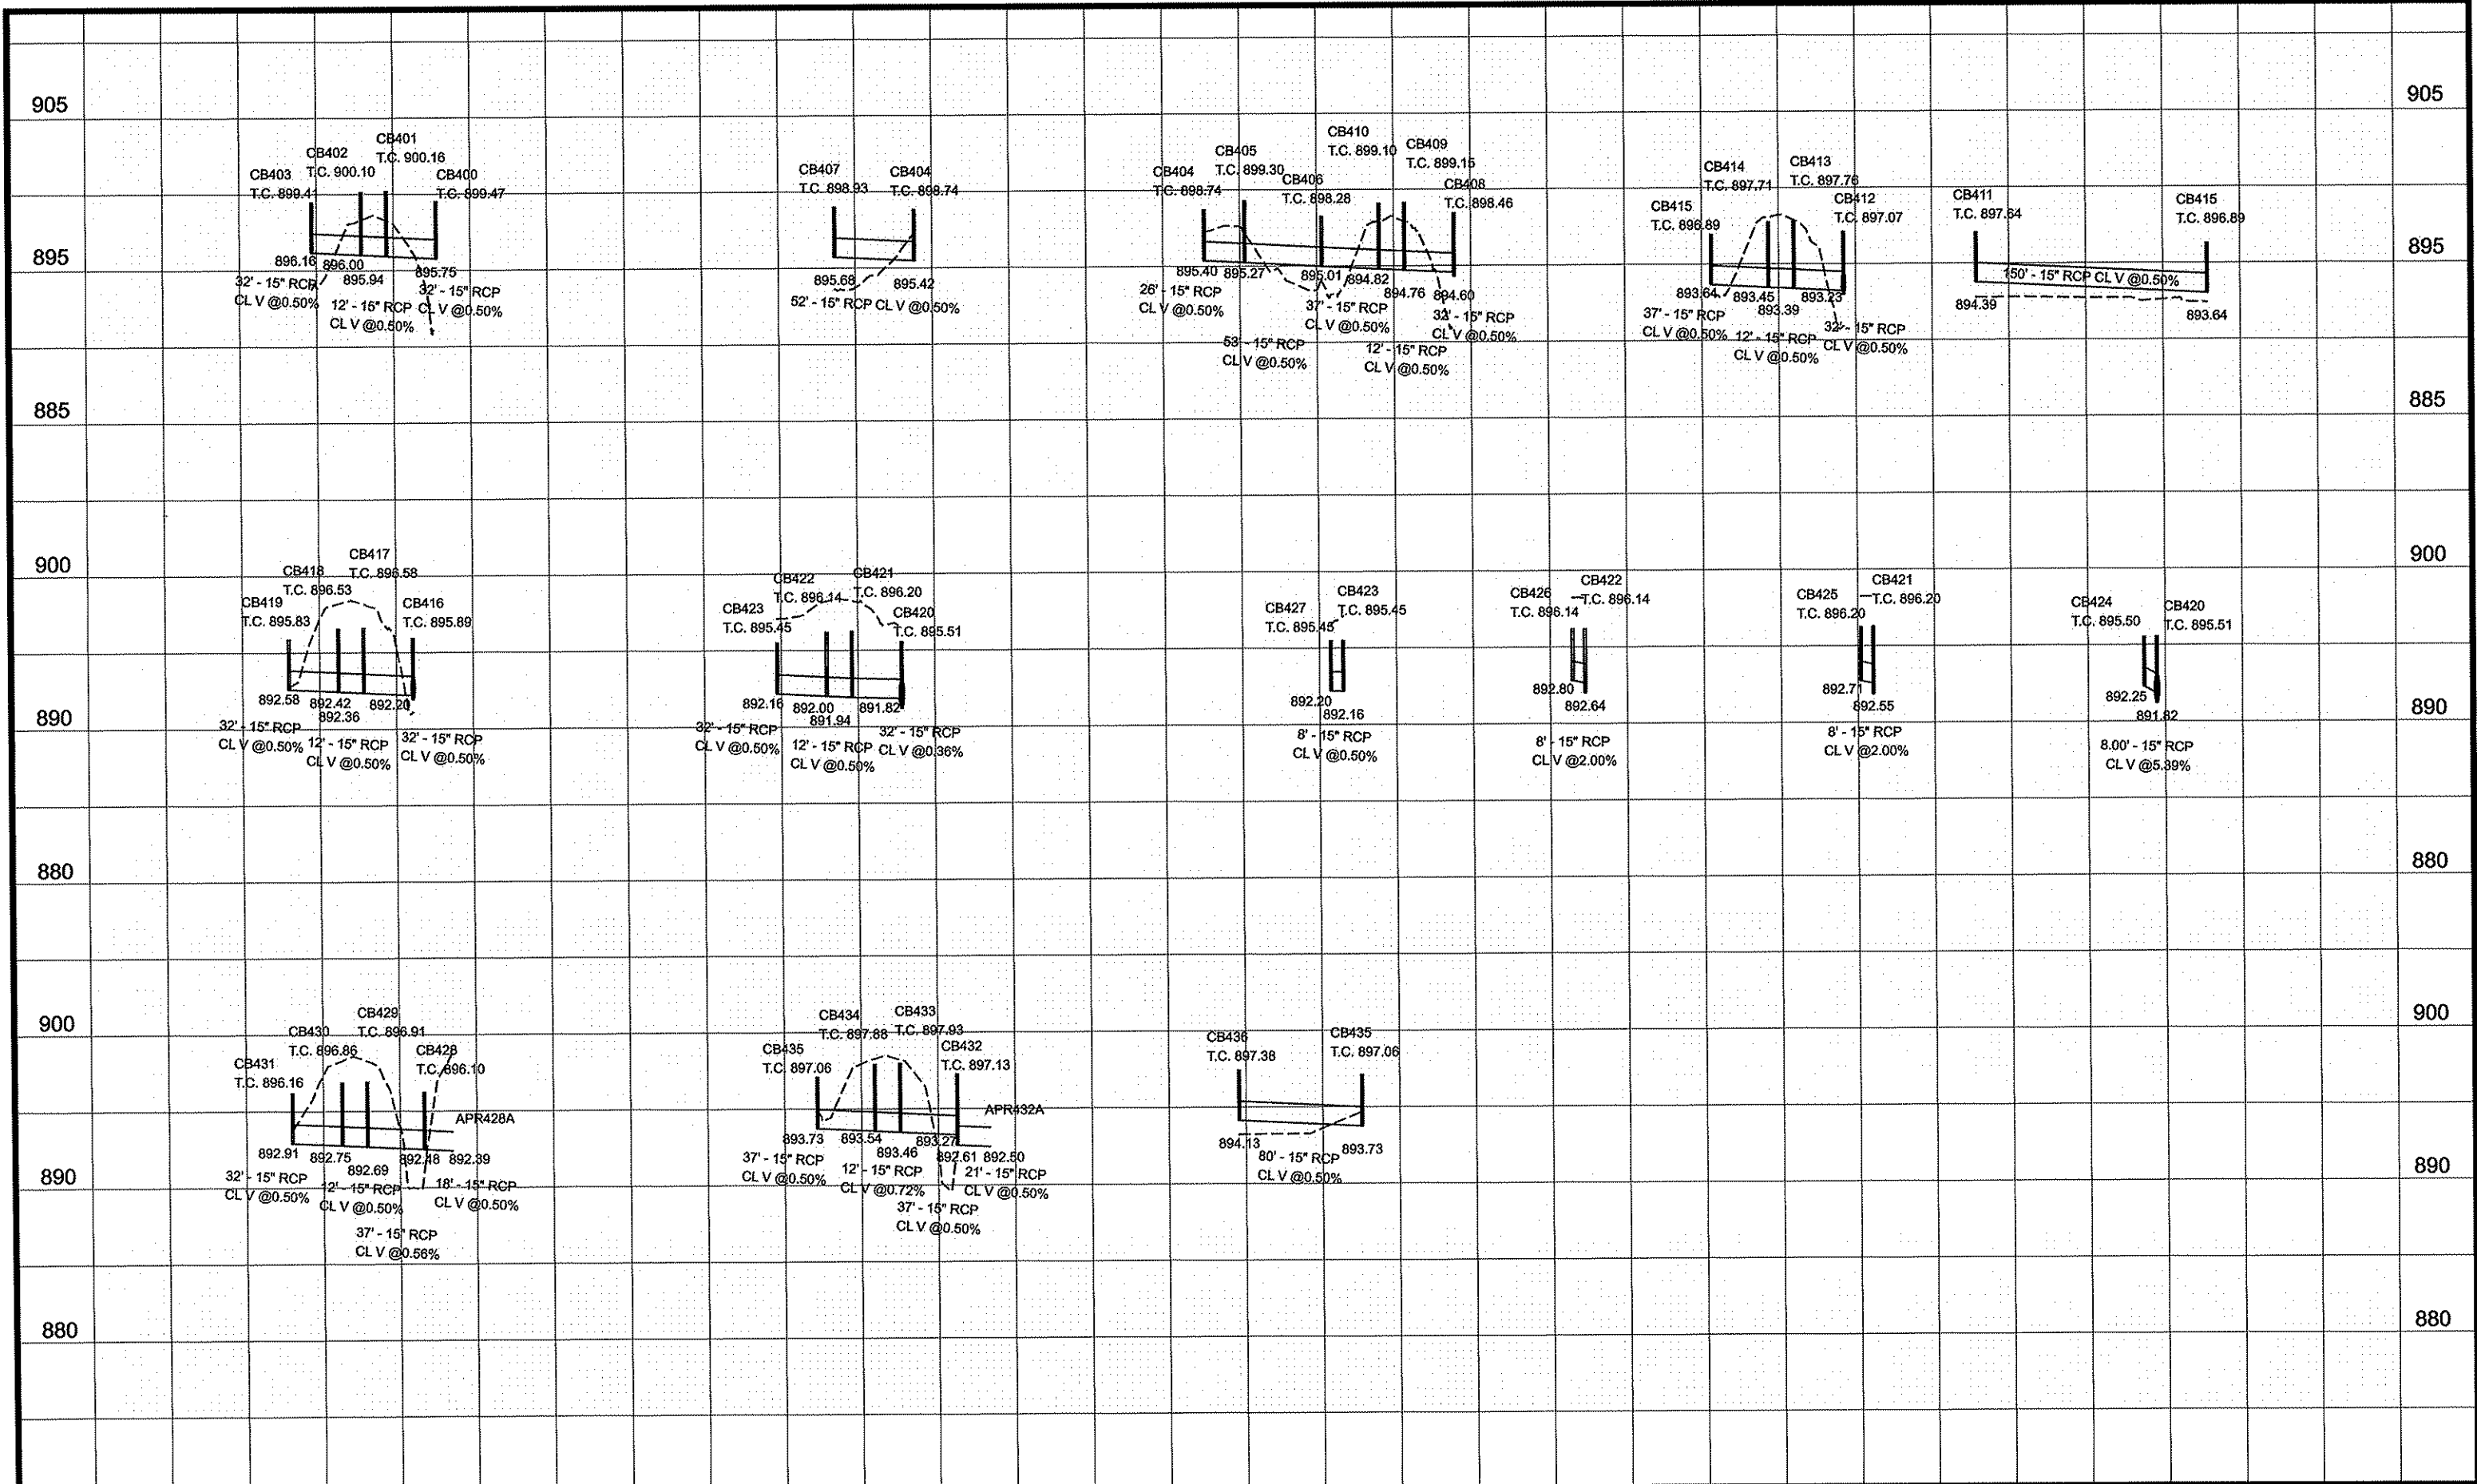 905
905
CB403
T.C. 899.41
CB402
T.C. 900.10
CB401
T.C. 900.16
CB400
T.C. 899.47
896.16
896.00
895.94
895.75
32' - 15" RCP
CL V @0.50%
12' - 15" RCP
CL V @0.50%
32' - 15" RCP
CL V @0.50%
CB407
T.C. 898.93
CB404
T.C. 898.74
895.68
895.42
52' - 15" RCP CL V @0.50%
CB404
T.C. 898.74
CB405
T.C. 899.30
CB406
T.C. 898.28
CB410
T.C. 899.10
CB409
T.C. 899.15
CB408
T.C. 898.46
895.40
895.27
895.01
894.82
894.76
894.60
26' - 15" RCP
CL V @0.50%
53' - 15" RCP
CL V @0.50%
37' - 15" RCP
CL V @0.50%
12' - 15" RCP
CL V @0.50%
32' - 15" RCP
CL V @0.50%
CB415
T.C. 896.89
CB414
T.C. 897.71
CB413
T.C. 897.76
CB412
T.C. 897.07
893.64
893.45
893.39
893.23
37' - 15" RCP
CL V @0.50%
12' - 15" RCP
CL V @0.50%
32' - 15" RCP
CL V @0.50%
CB411
T.C. 897.64
CB415
T.C. 896.89
150' - 15" RCP CL V @0.50%
894.39
893.64
895
895
885
885
900
900
CB419
T.C. 895.83
CB418
T.C. 896.53
CB417
T.C. 896.58
CB416
T.C. 895.89
892.58
892.42
892.36
892.20
32' - 15" RCP
CL V @0.50%
12' - 15" RCP
CL V @0.50%
32' - 15" RCP
CL V @0.50%
CB423
T.C. 895.45
CB422
T.C. 896.14
CB421
T.C. 896.20
CB420
T.C. 895.51
892.16
892.00
891.94
891.82
32' - 15" RCP
CL V @0.50%
12' - 15" RCP
CL V @0.50%
32' - 15" RCP
CL V @0.36%
CB427
T.C. 895.45
CB423
T.C. 895.45
892.20
892.16
8' - 15" RCP
CL V @0.50%
CB426
T.C. 896.14
CB422
T.C. 896.14
892.80
892.64
8' - 15" RCP
CL V @2.00%
CB425
T.C. 896.20
CB421
T.C. 896.20
892.71
892.55
8' - 15" RCP
CL V @2.00%
CB424
T.C. 895.50
CB420
T.C. 895.51
892.25
891.82
8.00' - 15" RCP
CL V @5.39%
890
890
880
880
900
900
CB431
T.C. 896.16
CB430
T.C. 896.86
CB429
T.C. 896.91
CB428
T.C. 896.10
APR428A
892.91
892.75
892.69
892.48
892.39
32' - 15" RCP
CL V @0.50%
12' - 15" RCP
CL V @0.50%
37' - 15" RCP
CL V @0.56%
18' - 15" RCP
CL V @0.50%
CB435
T.C. 897.06
CB434
T.C. 897.88
CB433
T.C. 897.93
CB432
T.C. 897.13
APR432A
893.73
893.54
893.46
893.27
892.61
892.50
37' - 15" RCP
CL V @0.50%
12' - 15" RCP
CL V @0.72%
37' - 15" RCP
CL V @0.50%
21' - 15" RCP
CL V @0.50%
CB436
T.C. 897.38
CB435
T.C. 897.06
894.13
893.73
80' - 15" RCP
CL V @0.50%
890
890
880
880